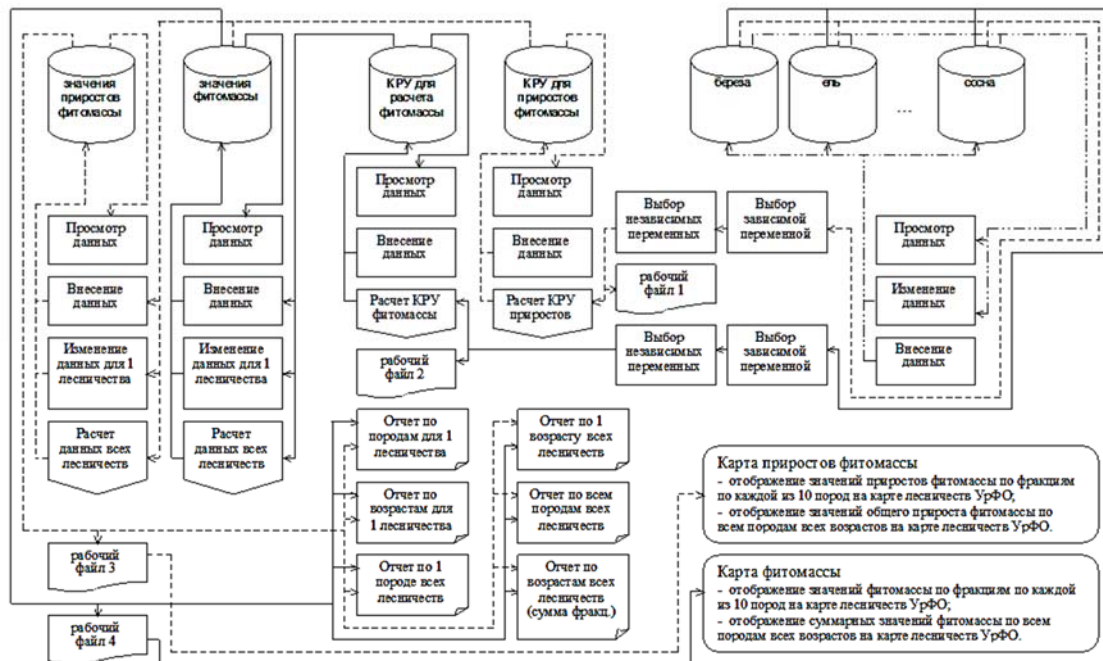 значения
приростов
фитомассы
значения
фитомассы
КРУ для
расчета
фитомассы
КРУ для
приростов
фитомассы
береза
ель
...
сосна
Просмотр
данных
Внесение
данных
Изменение
данных для 1
лесничества
Расчет
данных всех
лесничеств
Просмотр
данных
Внесение
данных
Изменение
данных для 1
лесничества
Расчет
данных всех
лесничеств
Просмотр
данных
Внесение
данных
Расчет КРУ
фитомассы
рабочий
файл 2
Просмотр
данных
Внесение
данных
Расчет КРУ
приростов
Выбор
независимых
переменных
Выбор
зависимой
переменной
рабочий
файл 1
Выбор
независимых
переменных
Выбор
зависимой
переменной
Просмотр
данных
Изменение
данных
Внесение
данных
Отчет по
породам для 1
лесничества
Отчет по 1
возрасту всех
лесничеств
Отчет по
возрастам для
1 лесничества
Отчет по всем
породам всех
лесничеств
Отчет по 1
породе всех
лесничеств
Отчет по
возрастам всех
лесничеств
(сумма фракц.)
рабочий
файл 3
рабочий
файл 4
Карта приростов фитомассы
- отображение значений приростов фитомассы по фракциям
по каждой из 10 пород на карте лесничеств УрФО;
- отображение значений общего прироста фитомассы по
всем породам всех возрастов на карте лесничеств УрФО.
Карта фитомассы
- отображение значений фитомассы по фракциям по каждой
из 10 пород на карте лесничеств УрФО;
- отображение суммарных значений фитомассы по всем
породам всех возрастов на карте лесничеств УрФО.